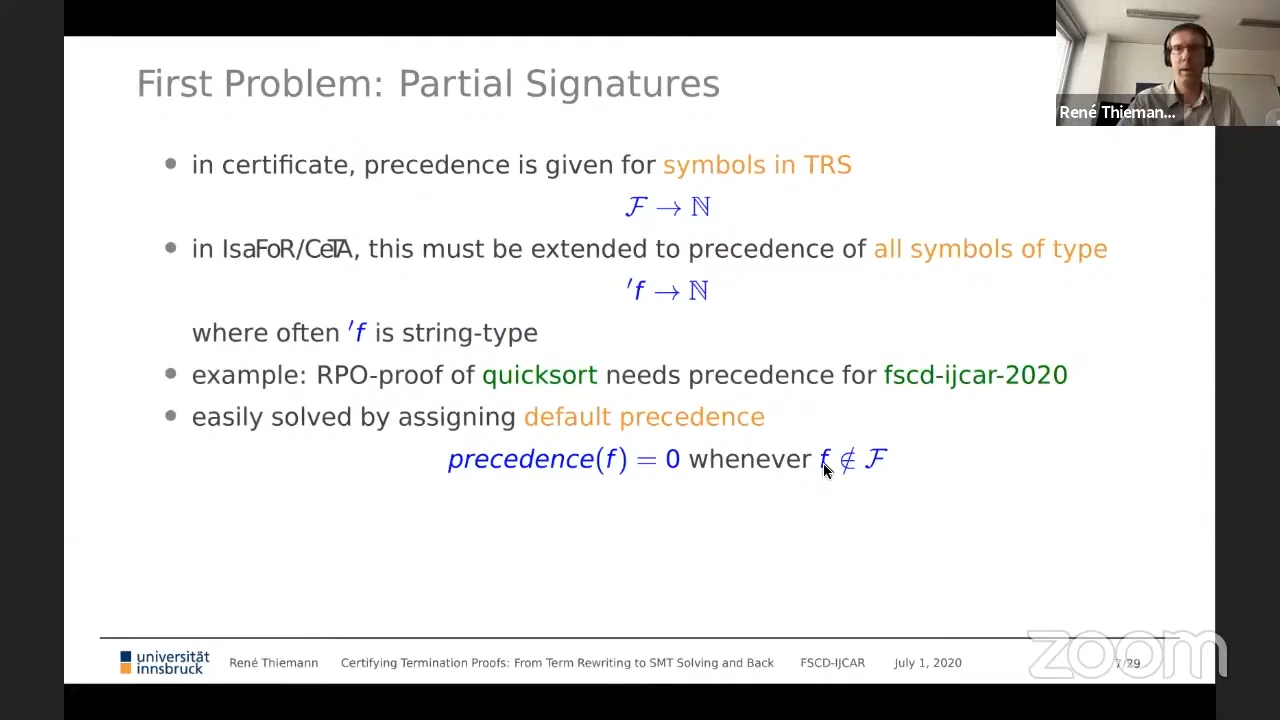 First Problem: Partial Signatures
René Thieman...
• in certificate, precedence is given for symbols in TRS
ℱ → ℕ
• in IsaFoR/CeTA, this must be extended to precedence of all symbols of type
′f → ℕ
where often ′f is string-type
• example: RPO-proof of quicksort needs precedence for fscd-ijcar-2020
• easily solved by assigning default precedence
precedence(f) = 0 whenever f ∉ ℱ
universität
innsbruck
René Thiemann Certifying Termination Proofs: From Term Rewriting to SMT Solving and Back FSCD-IJCAR July 1, 2020 7/29
zoom